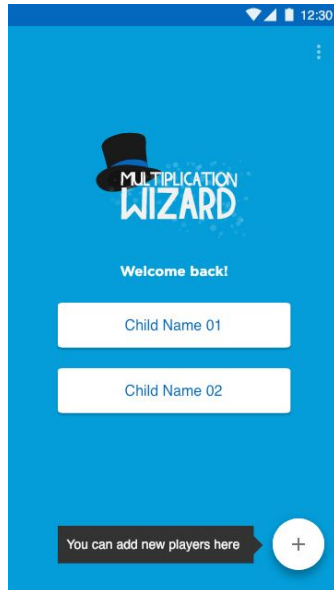 12:30
MULTIPLICATION
WIZARD
Welcome back!
Child Name 01
Child Name 02
You can add new players here
+